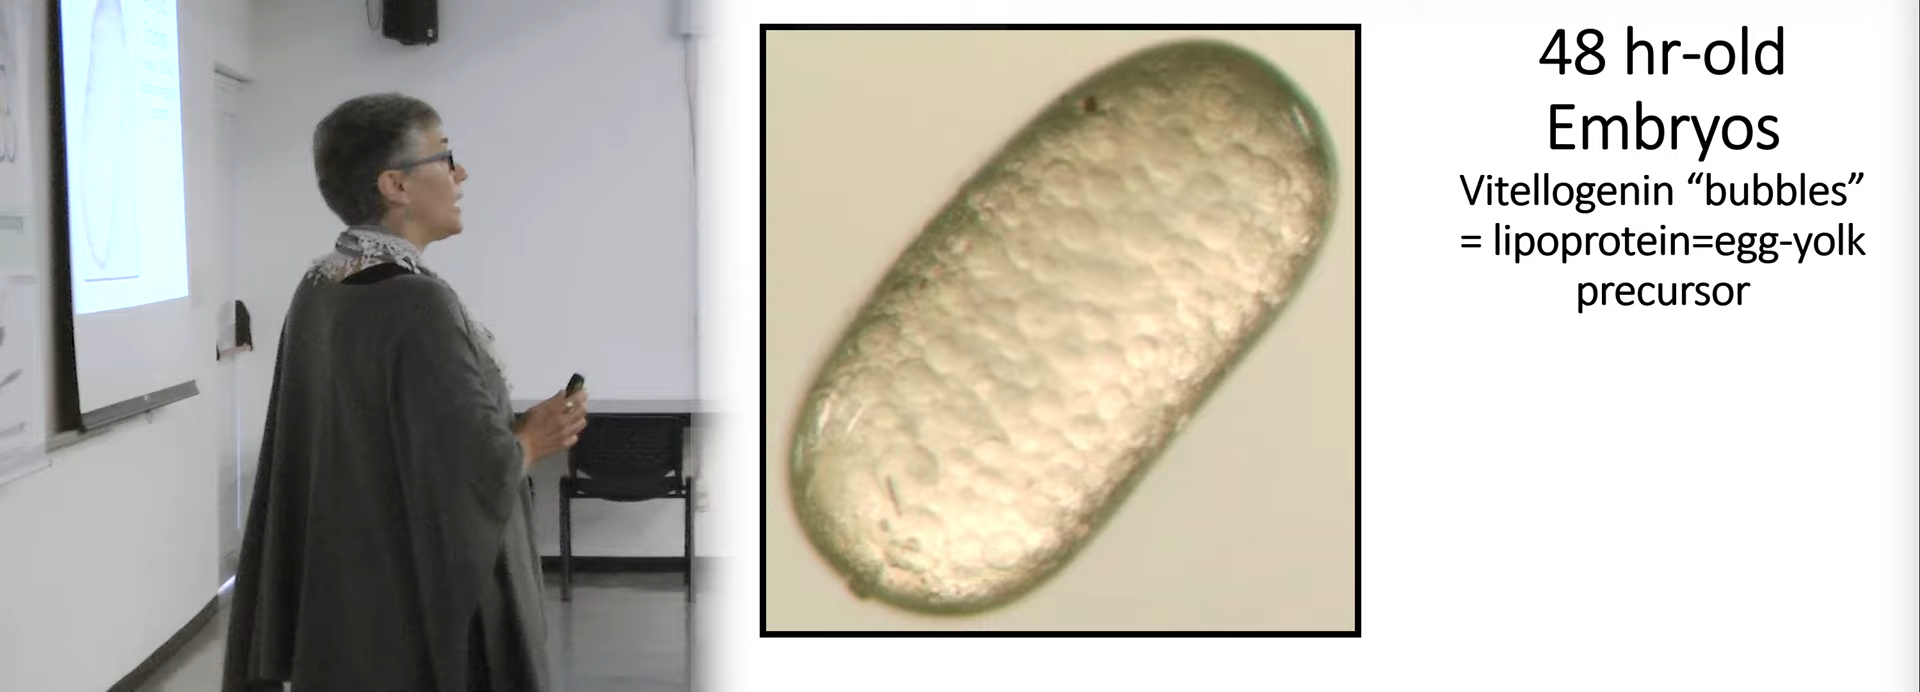 48 hr-old
Embryos
Vitellogenin “bubbles”
= lipoprotein=egg-yolk
precursor